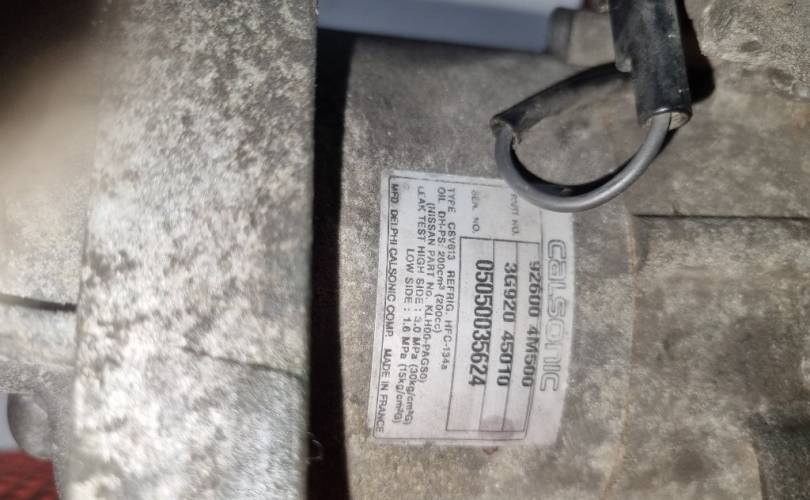 CALSONIC
PART NO. 92600 4M500
3G920 45010
SER. NO. 05050035624
TYPE CSV613 REFRIG. HFC-134a
OIL DH-PS: 200cm³ (200cc)
(NISSAN PART No. KLH00-PAGS0)
LEAK TEST HIGH SIDE : 3.0 MPa (30kg/cm²G)
LOW SIDE : 1.6 MPa (15kg/cm²G)
MFD. DELPHI CALSONIC COMP. MADE IN FRANCE